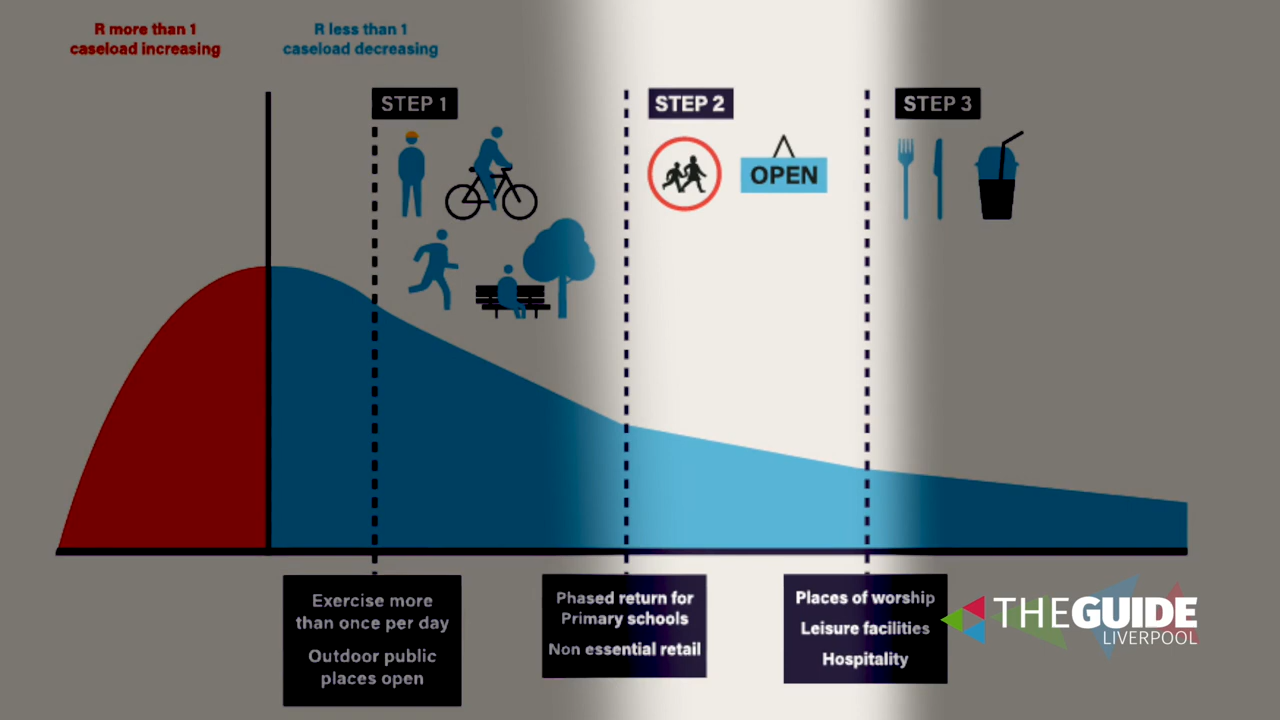 R more than 1
caseload increasing
R less than 1
caseload decreasing
STEP 1
STEP 2
STEP 3
OPEN
Exercise more
than once per day
Outdoor public
places open
Phased return for
Primary schools
Non essential retail
Places of worship
Leisure facilities
Hospitality
THEGUIDE
LIVERPOOL